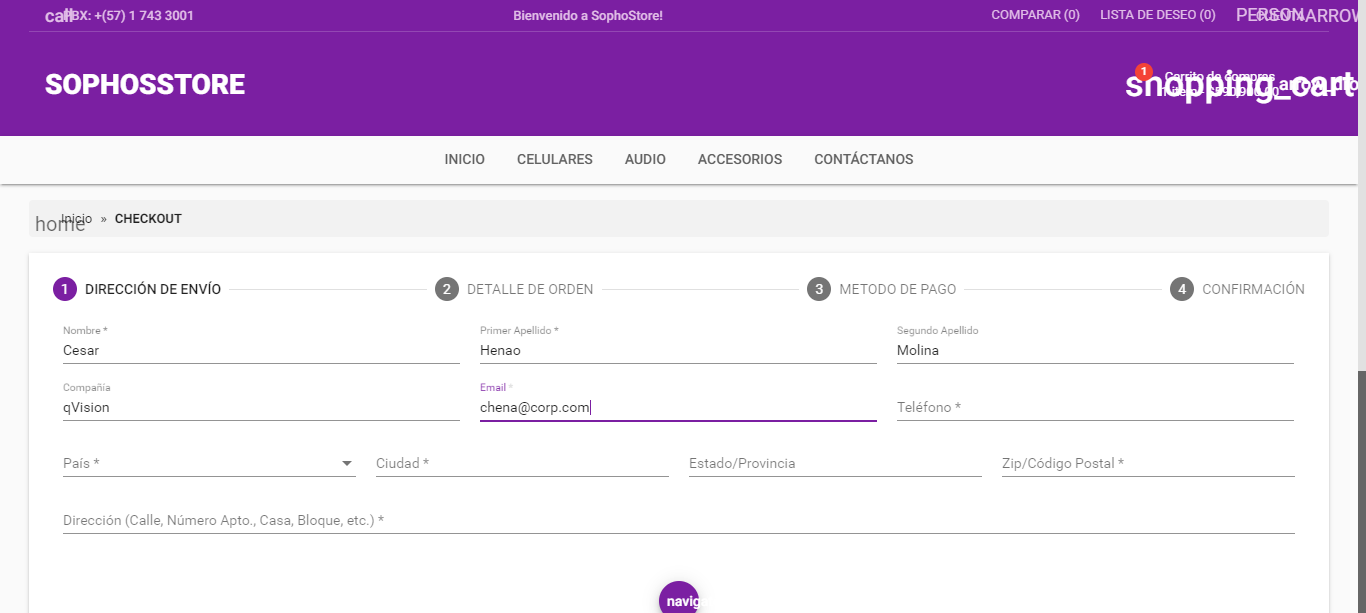 call PBX: +(57) 1 743 3001 Bienvenido a SophoStore! COMPARAR (0) LISTA DE DESEO (0) PERSON CUENTA ARROW
SOPHOSSTORE
1 shopping_cart Carrito de compras
INICIO CELULARES AUDIO ACCESORIOS CONTÁCTANOS
home Inicio » CHECKOUT
1 DIRECCIÓN DE ENVÍO 2 DETALLE DE ORDEN 3 METODO DE PAGO 4 CONFIRMACIÓN
Nombre * Primer Apellido * Segundo Apellido
Cesar Henao Molina
Compañía Email *
qVision chena@corp.com Teléfono *
País * Ciudad * Estado/Provincia Zip/Código Postal *
Dirección (Calle, Número Apto., Casa, Bloque, etc.) *
navig